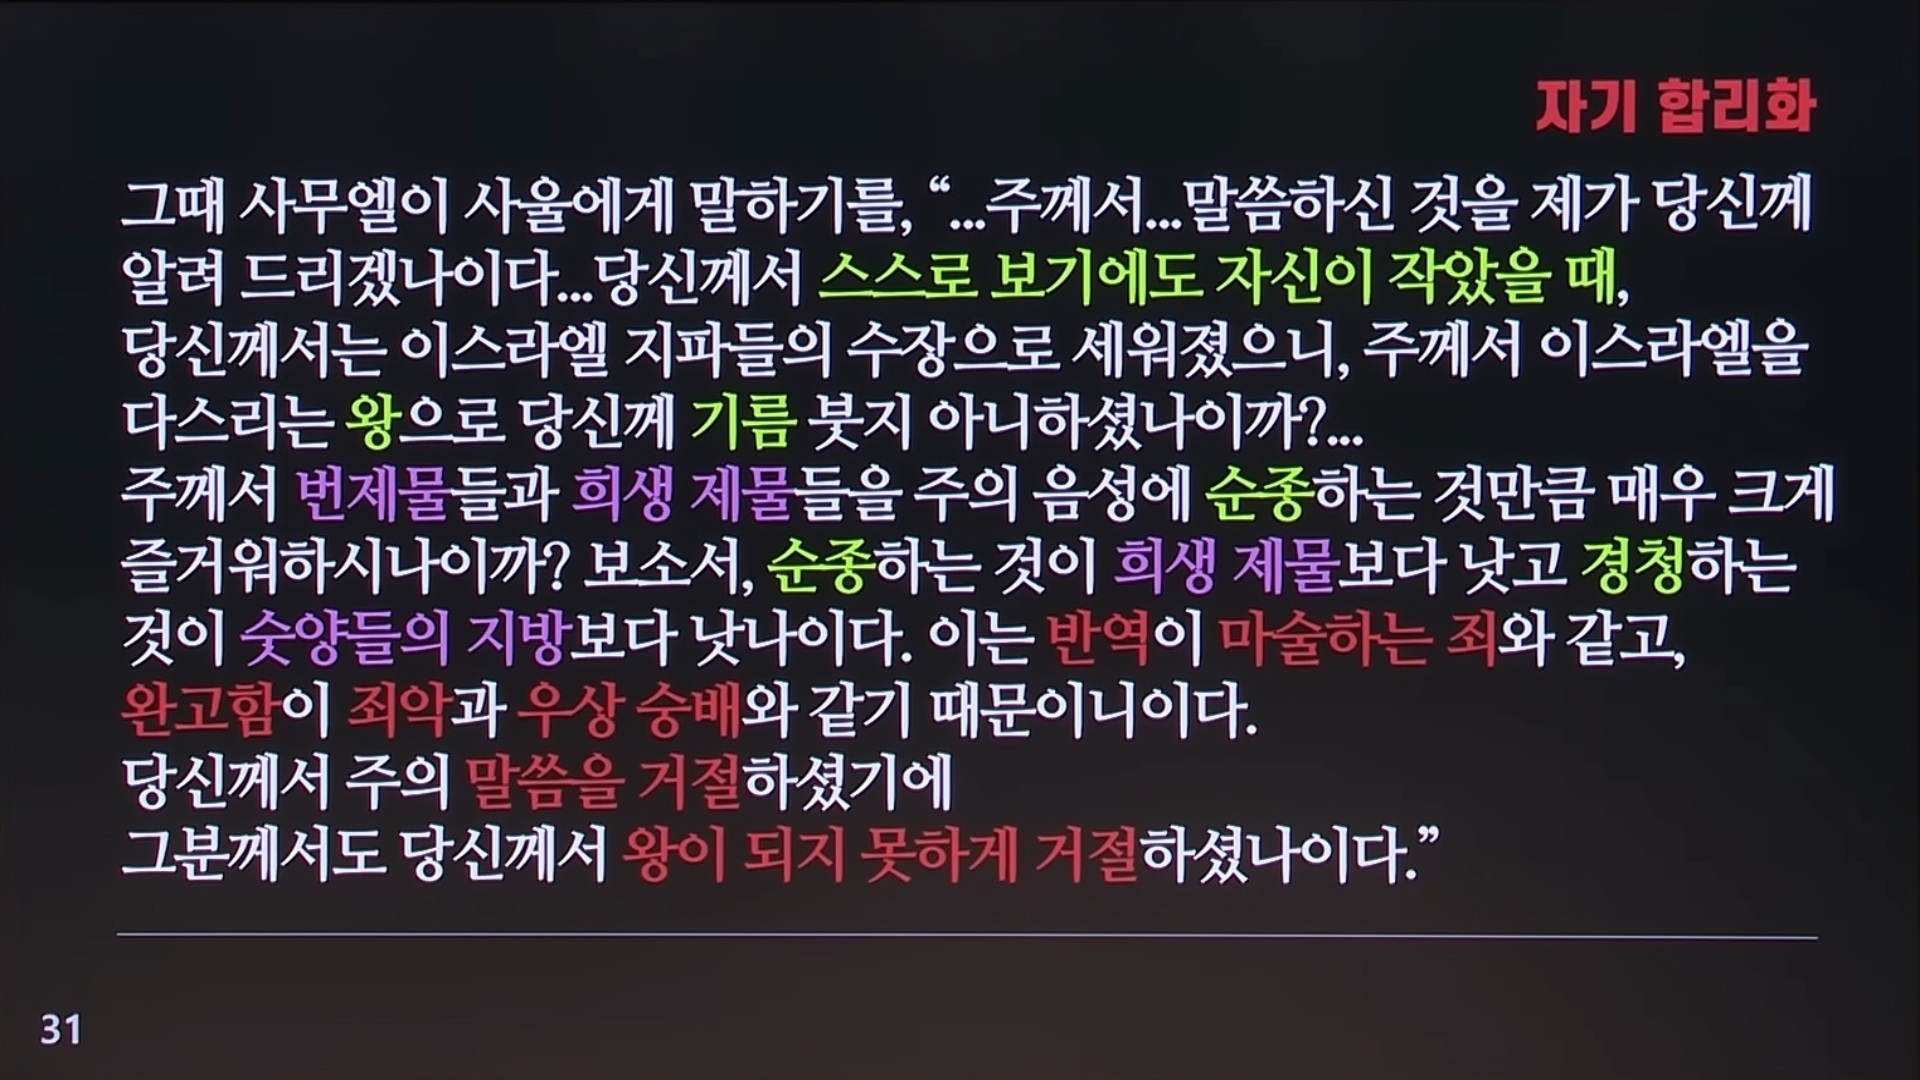 자기 합리화
그때 사무엘이 사울에게 말하기를, “...주께서...말씀하신 것을 제가 당신께
알려 드리겠나이다...당신께서 스스로 보기에도 자신이 작았을 때,
당신께서는 이스라엘 지파들의 수장으로 세워졌으니, 주께서 이스라엘을
다스리는 왕으로 당신께 기름 붓지 아니하셨나이까?...
주께서 번제물들과 희생 제물들을 주의 음성에 순종하는 것만큼 매우 크게
즐거워하시나이까? 보소서, 순종하는 것이 희생 제물보다 낫고 경청하는
것이 숫양들의 지방보다 낫나이다. 이는 반역이 마술하는 죄와 같고,
완고함이 죄악과 우상 숭배와 같기 때문이니이다.
당신께서 주의 말씀을 거절하셨기에
그분께서도 당신께서 왕이 되지 못하게 거절하셨나이다.”
31